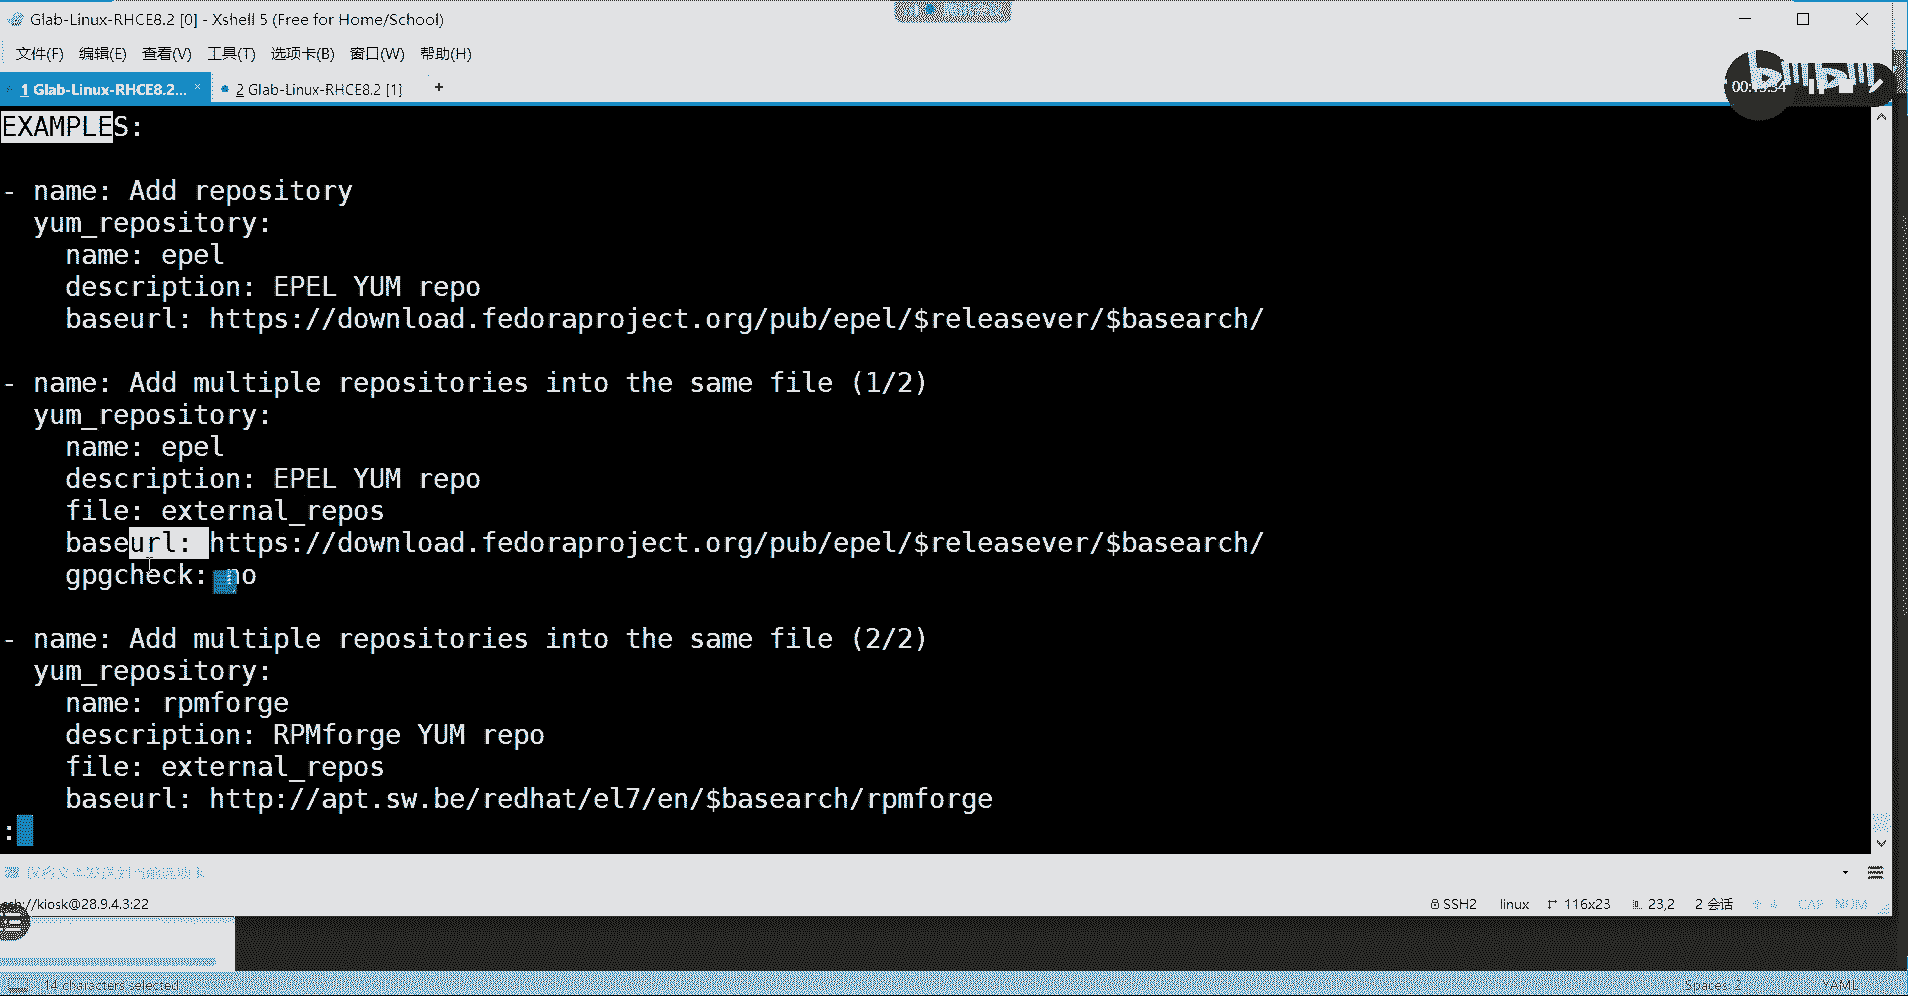 Glab-Linux-RHCE8.2 [0] - Xshell 5 (Free for Home/School)
文件(F) 编辑(E) 查看(V) 工具(T) 选项卡(B) 窗口(W) 帮助(H)
1 Glab-Linux-RHCE8.2... × 2 Glab-Linux-RHCE8.2 [1] +
EXAMPLES:
- name: Add repository
  yum_repository:
    name: epel
    description: EPEL YUM repo
    baseurl: https://download.fedoraproject.org/pub/epel/$releasever/$basearch/
- name: Add multiple repositories into the same file (1/2)
  yum_repository:
    name: epel
    description: EPEL YUM repo
    file: external_repos
    baseurl: https://download.fedoraproject.org/pub/epel/$releasever/$basearch/
    gpgcheck: no
- name: Add multiple repositories into the same file (2/2)
  yum_repository:
    name: rpmforge
    description: RPMforge YUM repo
    file: external_repos
    baseurl: http://apt.sw.be/redhat/el7/en/$basearch/rpmforge
:
ssh://kiosk@28.9.4.3:22 SSH2 linux 116x23 23,2 2 会话 CAP NUM
14 characters selected Spaces: 2 YAML